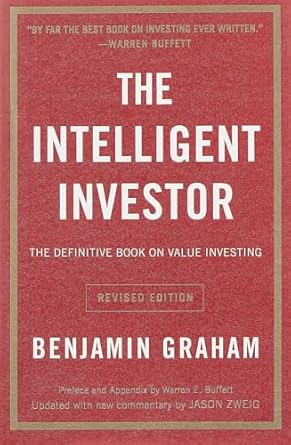 "BY FAR THE BEST BOOK ON INVESTING EVER WRITTEN."
—WARREN BUFFETT
THE
INTELLIGENT
INVESTOR
THE DEFINITIVE BOOK ON VALUE INVESTING
REVISED EDITION
BENJAMIN GRAHAM
Preface and Appendix by Warren E. Buffett
Updated with new commentary by JASON ZWEIG